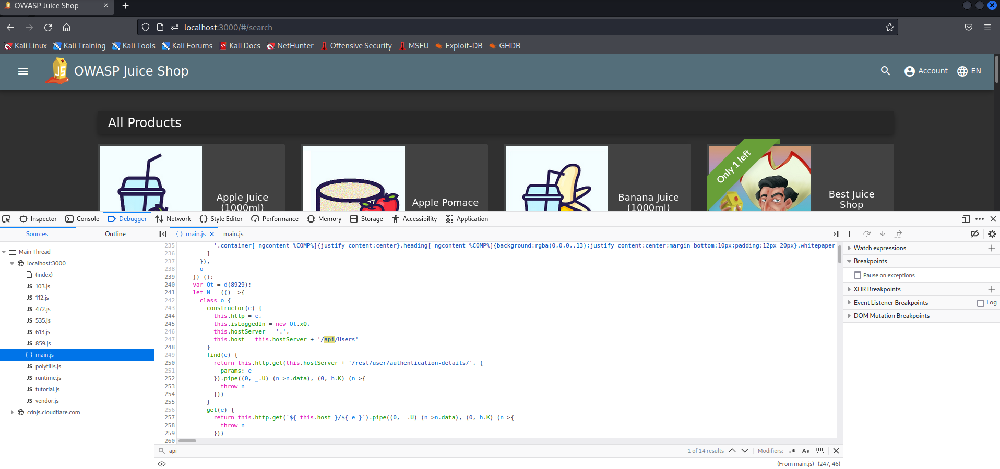 OWASP Juice Shop
localhost:3000/#/search
Kali Linux Kali Training Kali Tools Kali Forums Kali Docs NetHunter Offensive Security MSFU Exploit-DB GHDB
JS OWASP Juice Shop Account EN
All Products
Only 1 left
Apple Juice
(1000ml)
Apple Pomace
Banana Juice
(1000ml)
Best Juice
Shop
Inspector Console Debugger Network Style Editor Performance Memory Storage Accessibility Application
Sources Outline
Main Thread
localhost:3000
(index)
JS 103.js
JS 112.js
JS 472.js
JS 535.js
JS 613.js
JS 859.js
{ } main.js
JS polyfills.js
JS runtime.js
JS tutorial.js
JS vendor.js
cdnjs.cloudflare.com
{ } main.js main.js
235 '.container[_ngcontent-%COMP%]{justify-content:center}.heading[_ngcontent-%COMP%]{background:rgba(0,0,0,.13);justify-content:center;margin-bottom:10px;padding:12px 20px}.whitepaper-
236 ]
237 }),
238 o
239 }) ();
240 var Qt = d(8929);
241 let N = (() =>{
242 class o {
243 constructor(e) {
244 this.http = e,
245 this.isLoggedIn = new Qt.xQ,
246 this.hostServer = '.',
247 this.host = this.hostServer + '/api/Users'
248 }
249 find(e) {
250 return this.http.get(this.hostServer + '/rest/user/authentication-details/', {
251 params: e
252 }).pipe((0, _.U) (n=>n.data), (0, h.K) (n=>{
253 throw n
254 }))
255 }
256 get(e) {
257 return this.http.get(`${ this.host }/${ e }`).pipe((0, _.U) (n=>n.data), (0, h.K) (n=>{
258 throw n
259 }))
260
api 1 of 14 results Modifiers: .* Aa
(From main.js) (247, 46)
Watch expressions
Breakpoints
Pause on exceptions
XHR Breakpoints
Event Listener Breakpoints Log
DOM Mutation Breakpoints